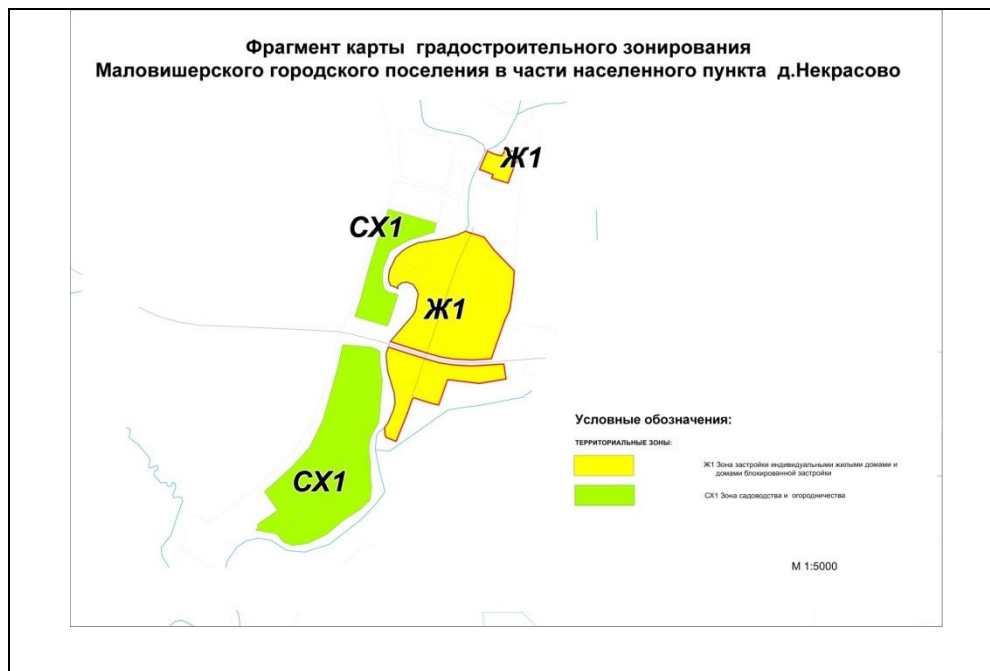 Фрагмент карты градостроительного зонирования
Маловишерского городского поселения в части населенного пункта д.Некрасово
Ж1
СХ1
Ж1
СХ1
Условные обозначения:
ТЕРРИТОРИАЛЬНЫЕ ЗОНЫ:
Ж1 Зона застройки индивидуальными жилыми домами и
домами блокированной застройки
СХ1 Зона садоводства и огородничества
М 1:5000